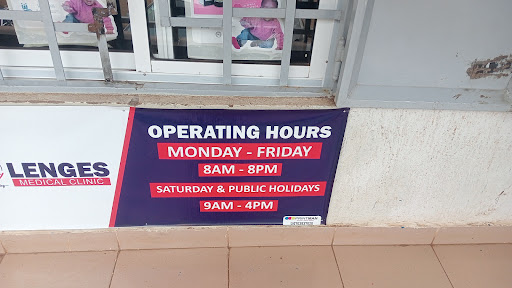 LENGES
MEDICAL CLINIC
OPERATING HOURS
MONDAY - FRIDAY
8AM - 8PM
SATURDAY & PUBLIC HOLIDAYS
9AM - 4PM